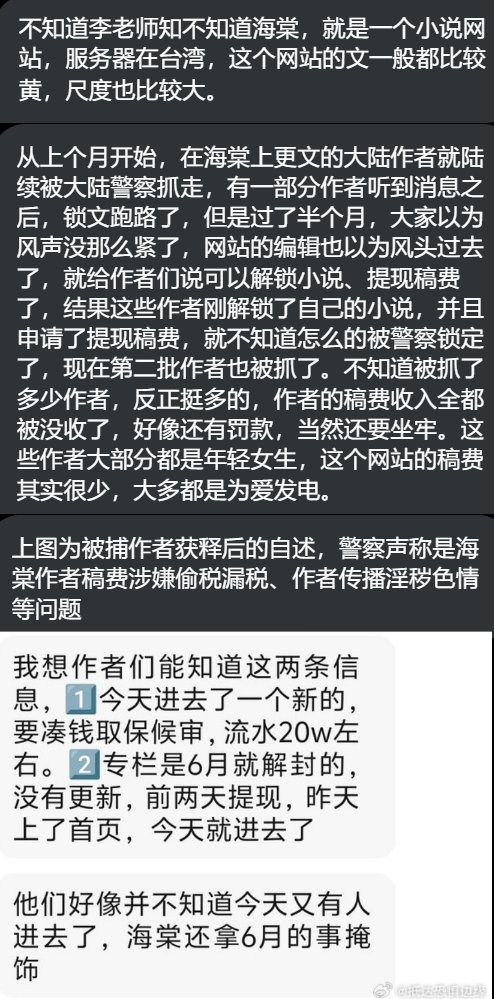 不知道李老师知不知道海棠，就是一个小说网
站，服务器在台湾，这个网站的文一般都比较
黄，尺度也比较大。
从上个月开始，在海棠上更文的大陆作者就陆
续被大陆警察抓走，有一部分作者听到消息之
后，锁文跑路了，但是过了半个月，大家以为
风声没那么紧了，网站的编辑也以为风头过去
了，就给作者们说可以解锁小说、提现稿费
了，结果这些作者刚解锁了自己的小说，并且
申请了提现稿费，就不知道怎么的被警察锁定
了，现在第二批作者也被抓了。不知道被抓了
多少作者，反正挺多的，作者的稿费收入全都
被没收了，好像还有罚款，当然还要坐牢。这
些作者大部分都是年轻女生，这个网站的稿费
其实很少，大多都是为爱发电。
上图为被捕作者获释后的自述，警察声称是海
棠作者稿费涉嫌偷税漏税、作者传播淫秽色情
等问题
我想作者们能知道这两条信
息，1️⃣今天进去了一个新的，
要凑钱取保候审，流水20w左
右。2️⃣专栏是6月就解封的，
没有更新，前两天提现，昨天
上了首页，今天就进去了
他们好像并不知道今天又有人
进去了，海棠还拿6月的事掩
饰